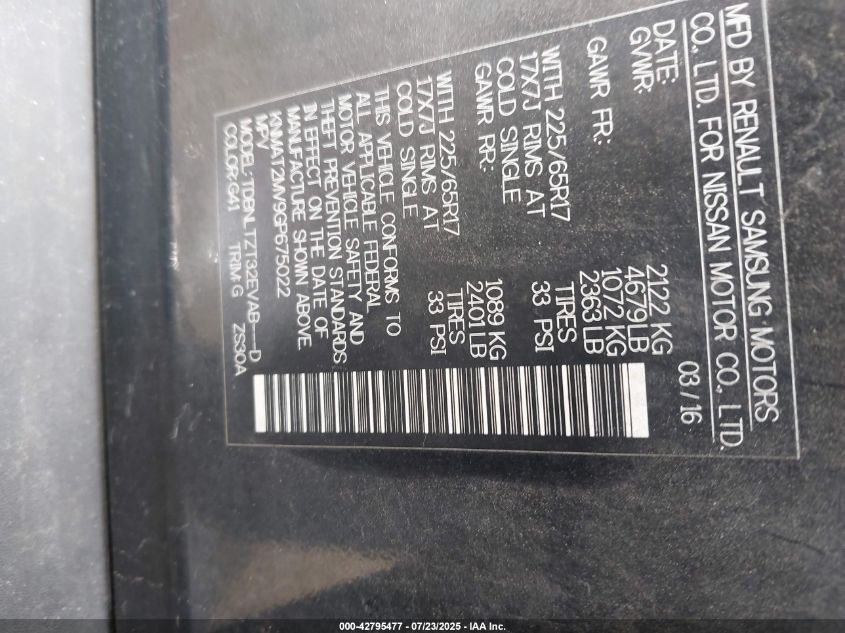 MFD BY RENAULT SAMSUNG MOTORS
CO., LTD. FOR NISSAN MOTOR CO., LTD.
DATE: 03/16
GVWR: 2122 KG
4679LB
GAWR FR: 1072 KG
2363 LB
WITH 225/65R17 TIRES
17X7J RIMS AT 33 PSI
COLD SINGLE
GAWR RR: 1089 KG
2401 LB
WITH 225/65R17 TIRES
17X7J RIMS AT 33 PSI
COLD SINGLE
THIS VEHICLE CONFORMS TO
ALL APPLICABLE FEDERAL
MOTOR VEHICLE SAFETY AND
THEFT PREVENTION STANDARDS
IN EFFECT ON THE DATE OF
MANUFACTURE SHOWN ABOVE.
KNMAT2MV9GP675022
MPV
MODEL: TDBNLTZT32EVAB----D
COLOR:G41 TRIM:G ZS30A
000-42795477 - 07/23/2025 - IAA Inc.